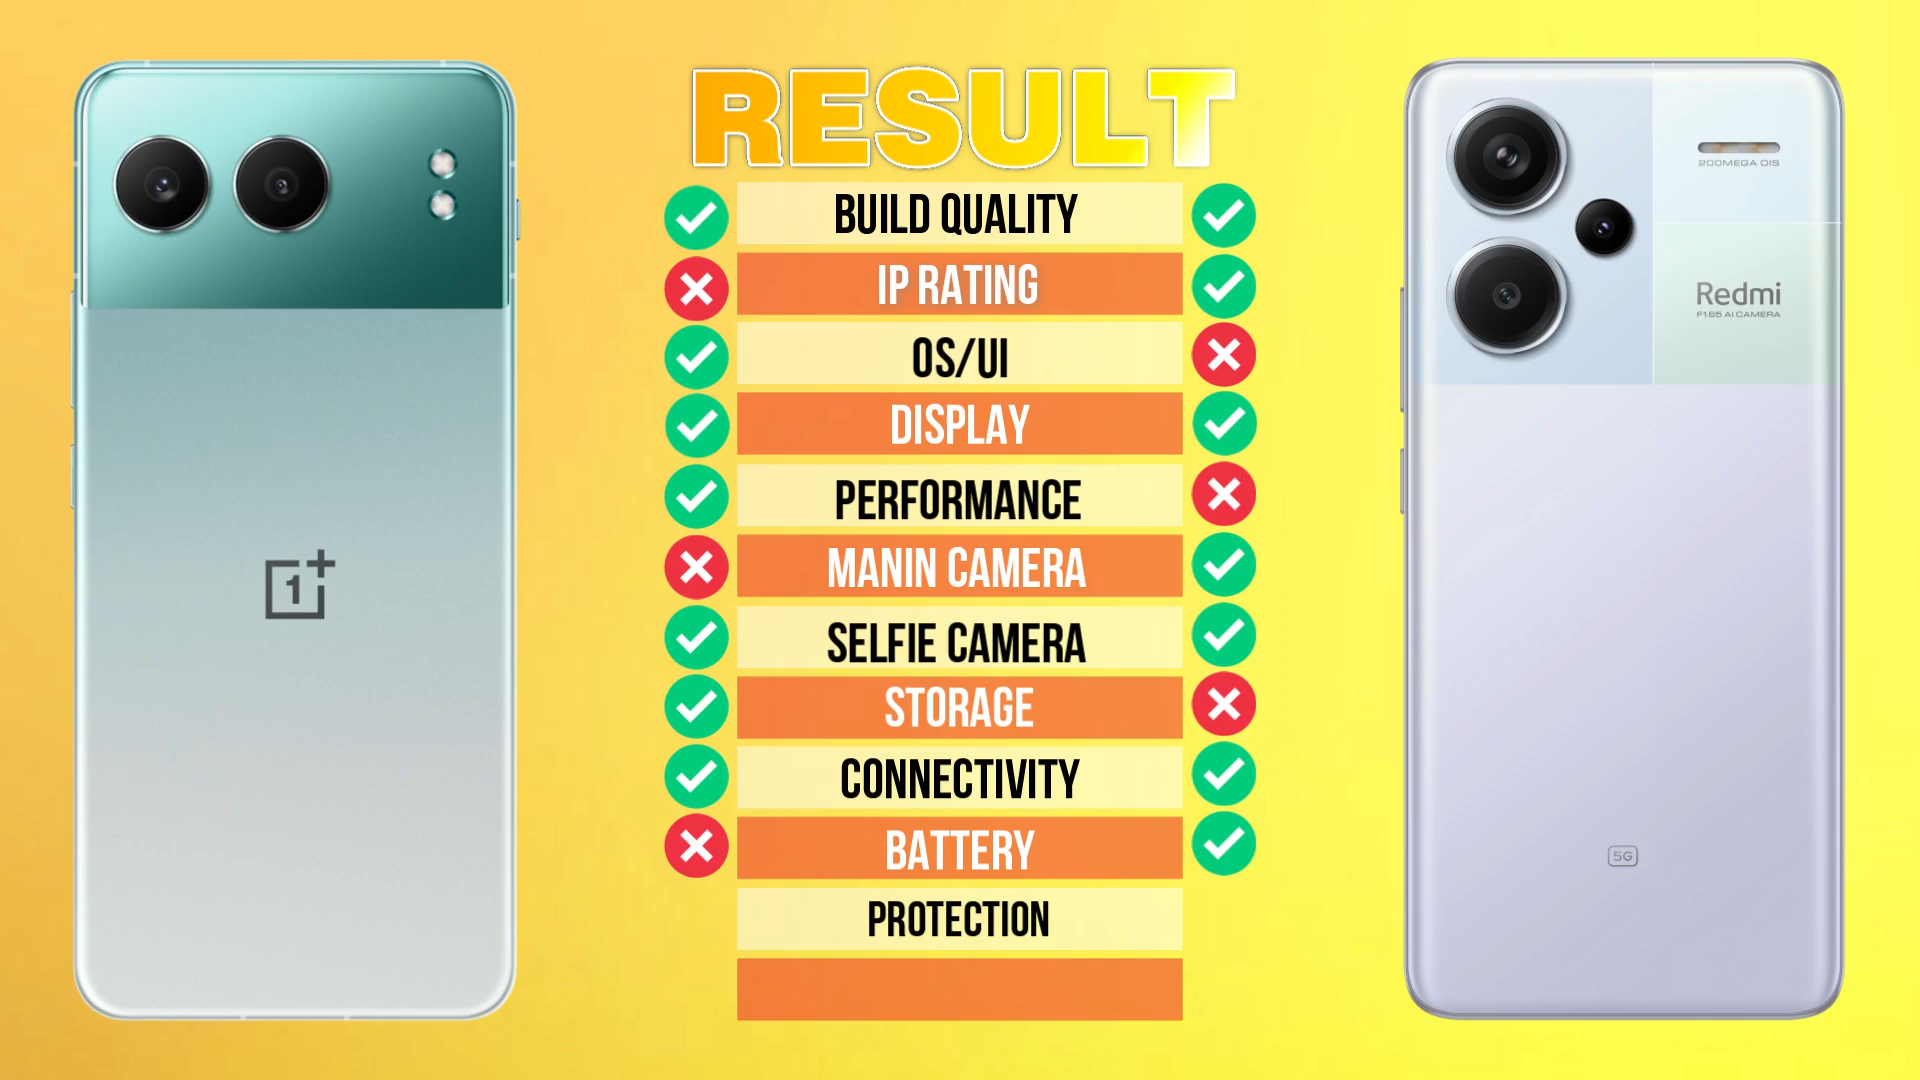 RESULT
BUILD QUALITY
IP RATING
OS/UI
DISPLAY
PERFORMANCE
MANIN CAMERA
SELFIE CAMERA
STORAGE
CONNECTIVITY
BATTERY
PROTECTION
1+
200MEGA OIS
Redmi
F1.65 AI CAMERA
5G